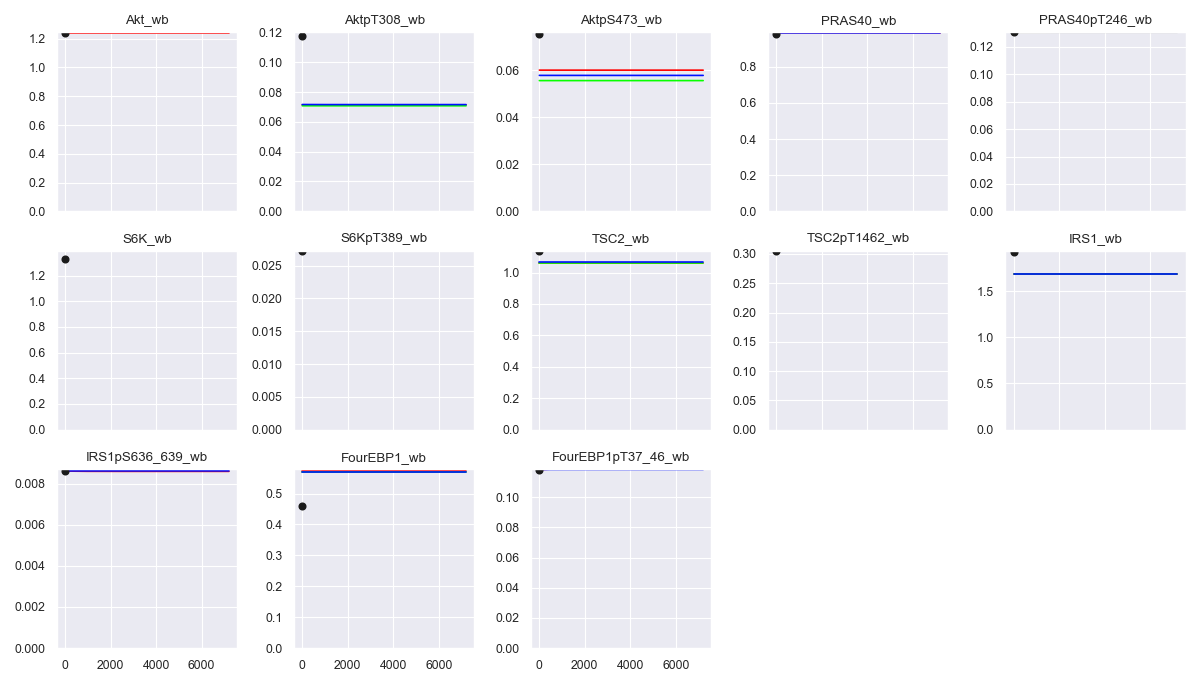 Akt_wb AktpT308_wb AktpS473_wb PRAS40_wb PRAS40pT246_wb
1.2 1.0 0.8 0.6 0.4 0.2 0.0
0.12 0.10 0.08 0.06 0.04 0.02 0.00
0.06 0.04 0.02 0.00
0.8 0.6 0.4 0.2 0.0
0.12 0.10 0.08 0.06 0.04 0.02 0.00
S6K_wb S6KpT389_wb TSC2_wb TSC2pT1462_wb IRS1_wb
1.2 1.0 0.8 0.6 0.4 0.2 0.0
0.025 0.020 0.015 0.010 0.005 0.000
1.0 0.8 0.6 0.4 0.2 0.0
0.30 0.25 0.20 0.15 0.10 0.05 0.00
1.5 1.0 0.5 0.0
IRS1pS636_639_wb FourEBP1_wb FourEBP1pT37_46_wb
0.008 0.006 0.004 0.002 0.000
0.5 0.4 0.3 0.2 0.1 0.0
0.10 0.08 0.06 0.04 0.02 0.00
0 2000 4000 6000
0 2000 4000 6000
0 2000 4000 6000